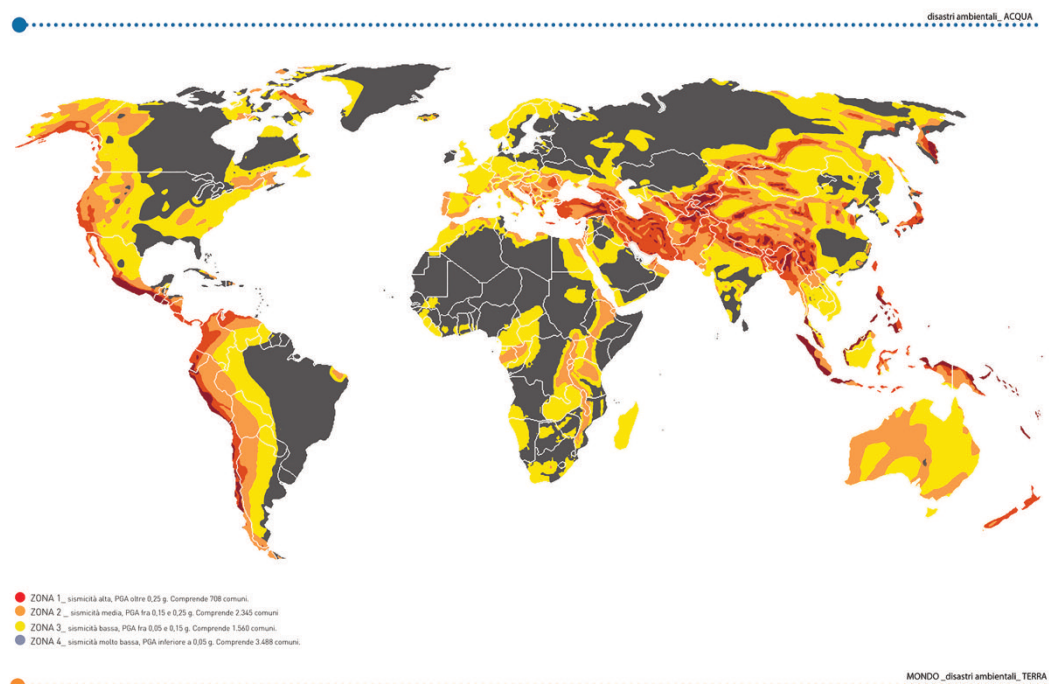 disastri ambientali_ ACQUA
ZONA 1_ sismicità alta, PGA oltre 0,25 g. Comprende 708 comuni.
ZONA 2 _ sismicità media, PGA fra 0,15 e 0,25 g. Comprende 2.345 comuni
ZONA 3_ sismicità bassa, PGA fra 0,05 e 0,15 g. Comprende 1.560 comuni.
ZONA 4_ sismicità molto bassa, PGA inferiore a 0,05 g. Comprende 3.488 comuni.
MONDO _disastri ambientali_ TERRA